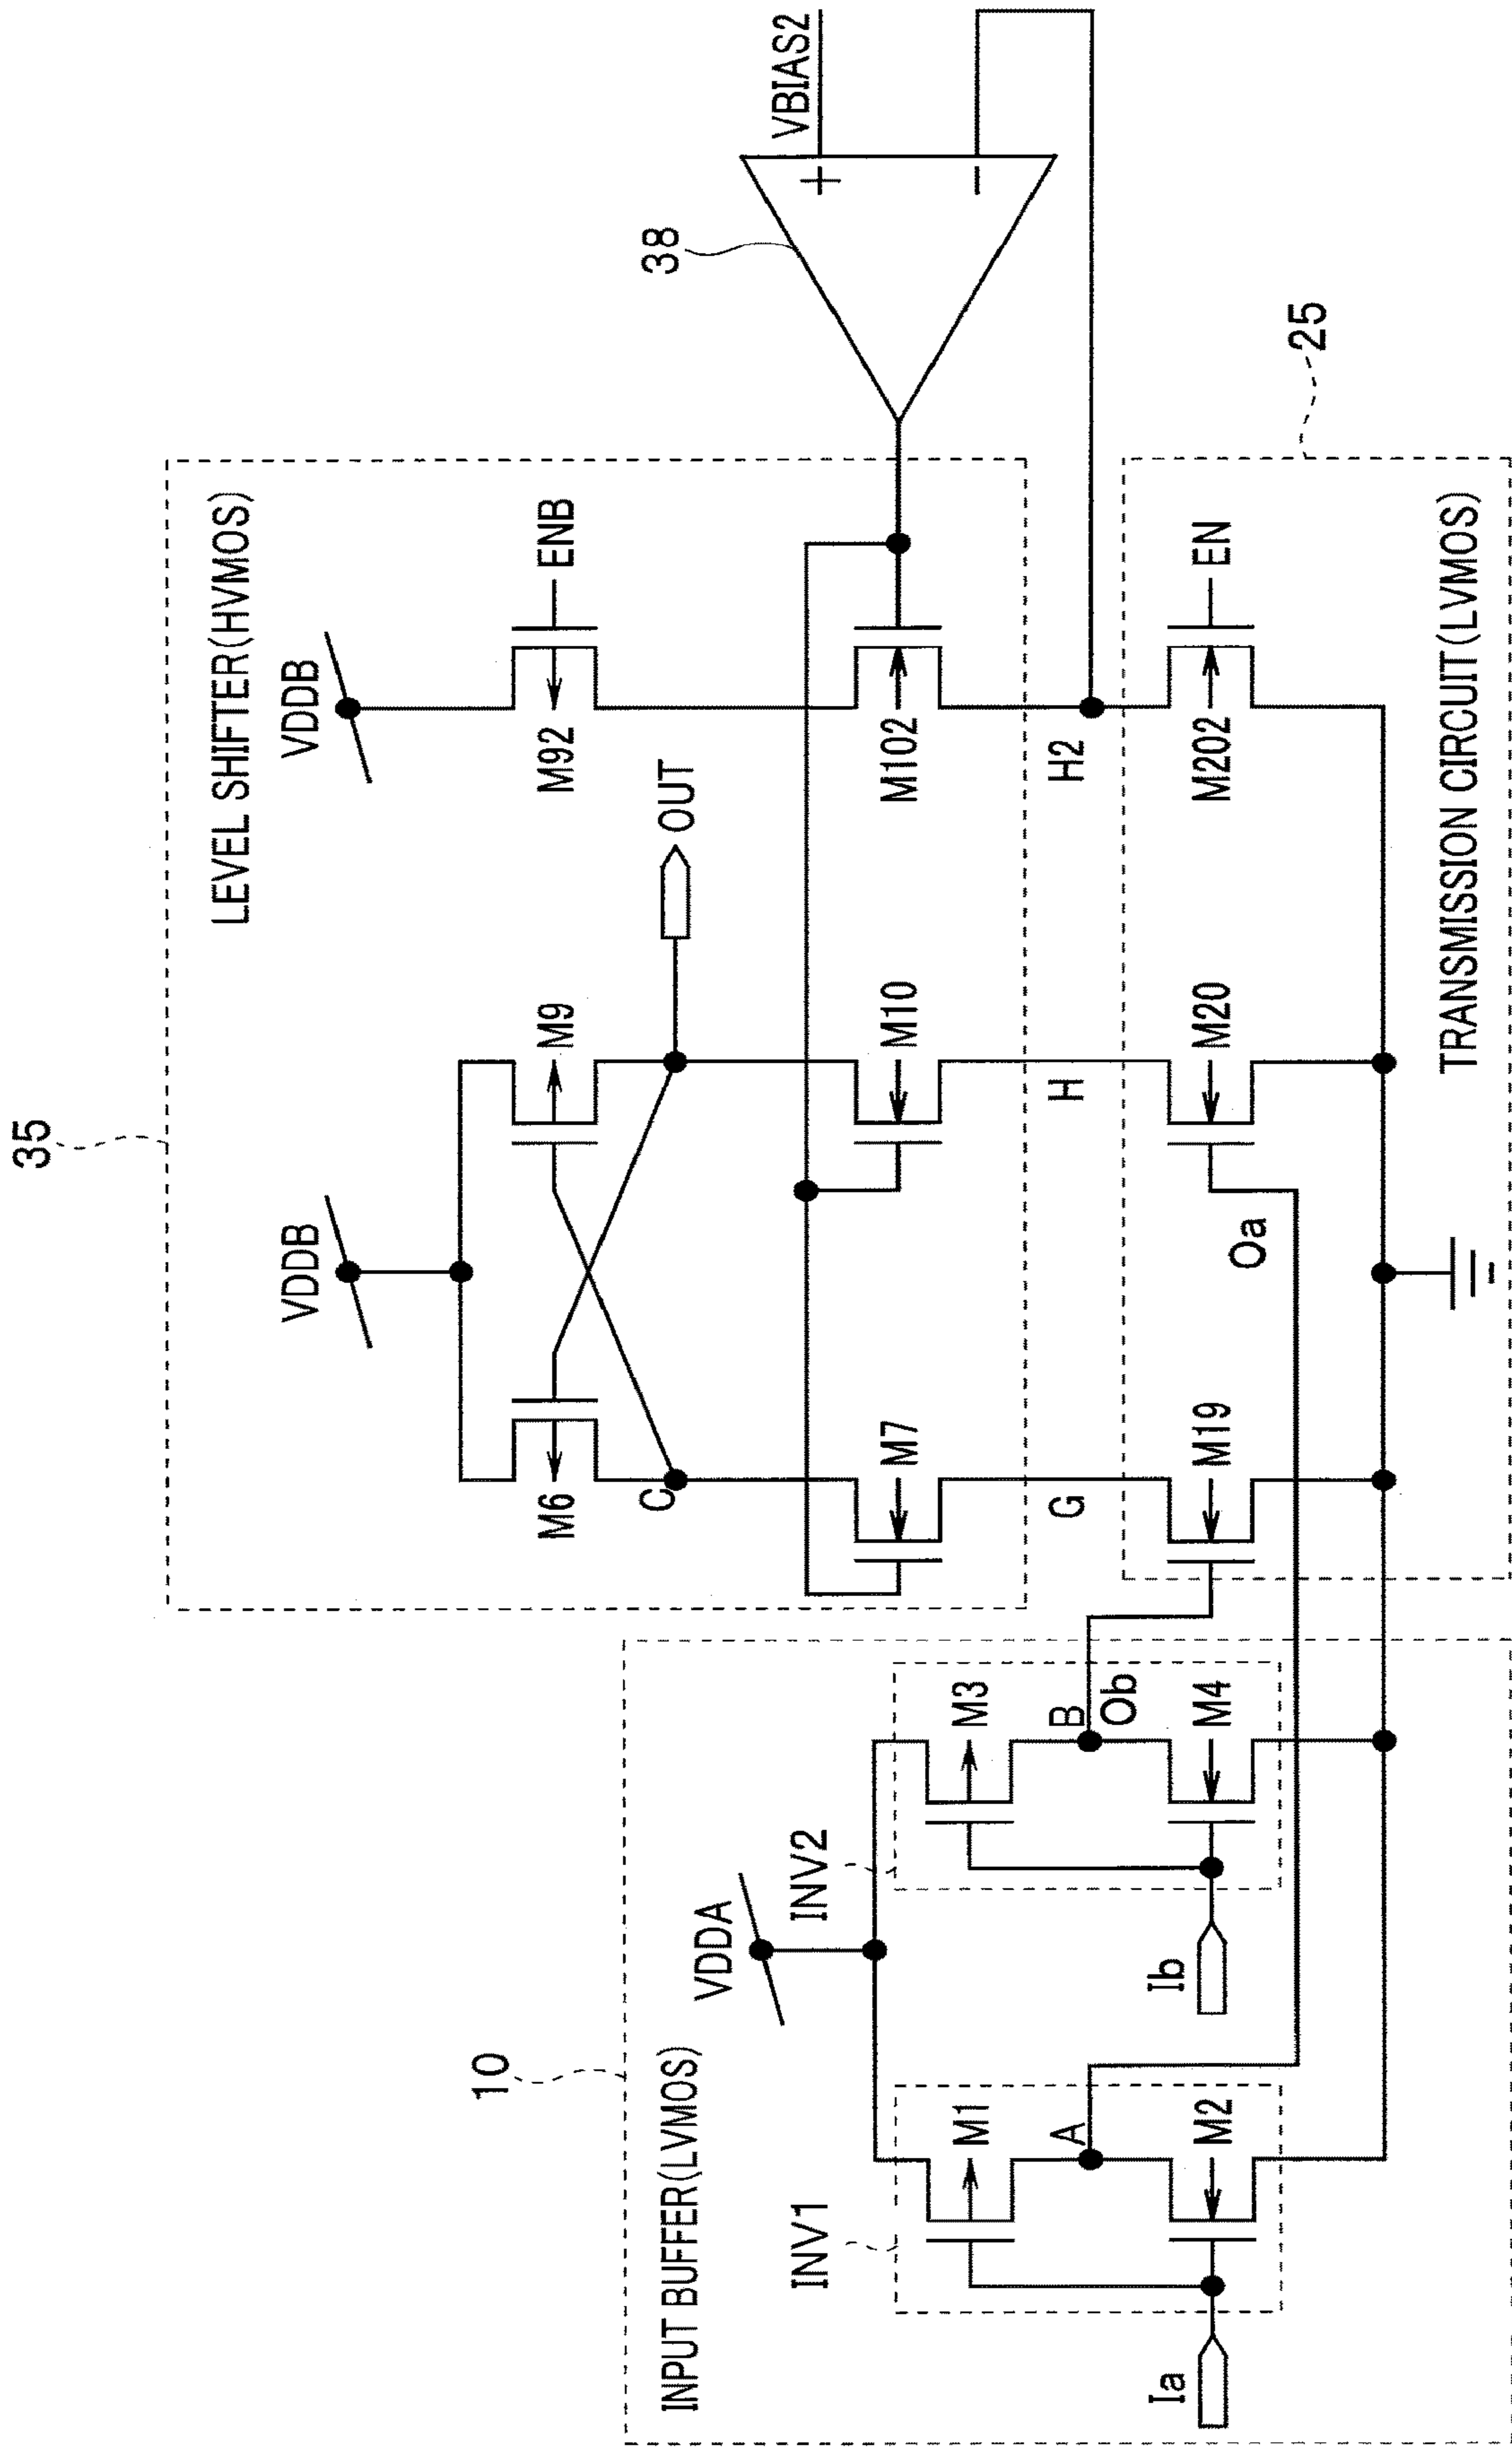 35
LEVEL SHIFTER(HVMOS)
VDDB
VDDB
M6
M9
M92
ENB
C
OUT
38
VBIAS2
+
−
M7
M10
M102
G
H
H2
25
M19
M20
M202
EN
Oa
TRANSMISSION CIRCUIT(LVMOS)
10
INPUT BUFFER(LVMOS)
VDDA
INV1
INV2
M1
M3
A
B
Ob
M2
M4
Ia
Ib